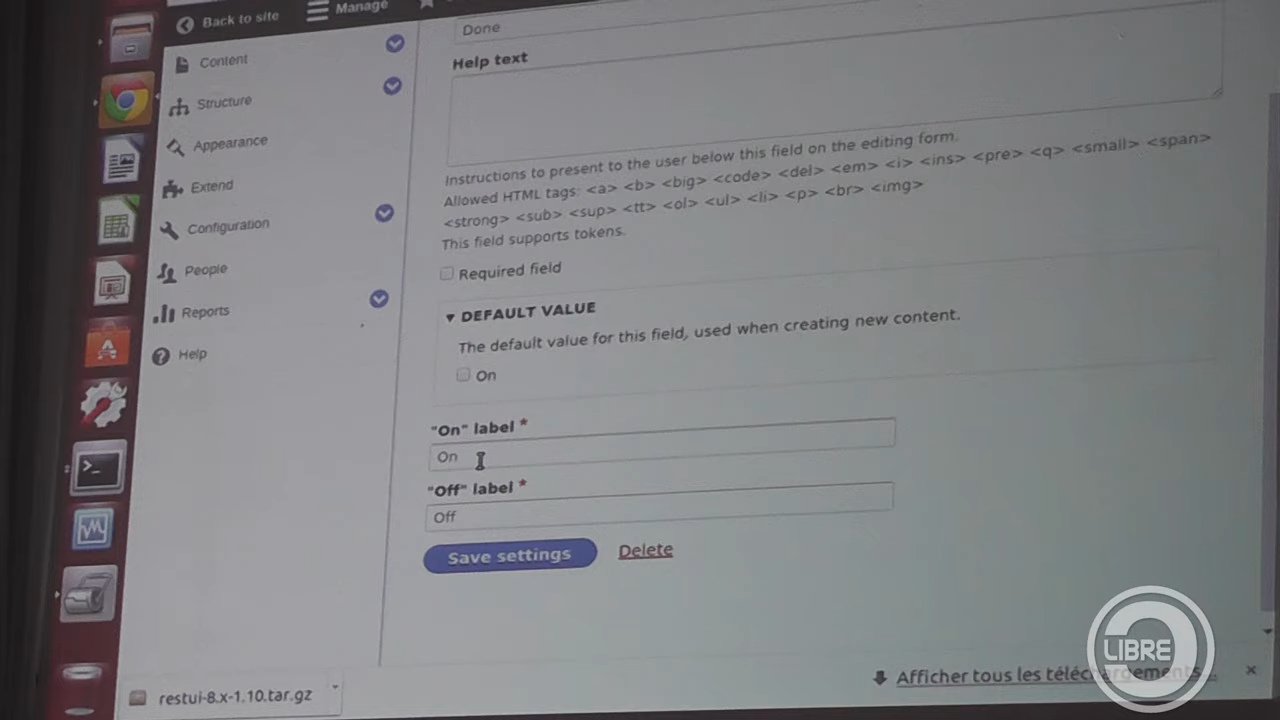 Back to site
Manage
Content
Structure
Appearance
Extend
Configuration
People
Reports
Help
Done
Help text
Instructions to present to the user below this field on the editing form.
Allowed HTML tags: <a> <b> <big> <code> <del> <em> <i> <ins> <pre> <q> <small> <span>
<strong> <sub> <sup> <tt> <ol> <ul> <li> <p> <br> <img>
This field supports tokens.
Required field
DEFAULT VALUE
The default value for this field, used when creating new content.
On
"On" label *
On
"Off" label *
Off
Save settings
Delete
restui-8.x-1.10.tar.gz
Afficher tous les téléchargements...
LIBRE